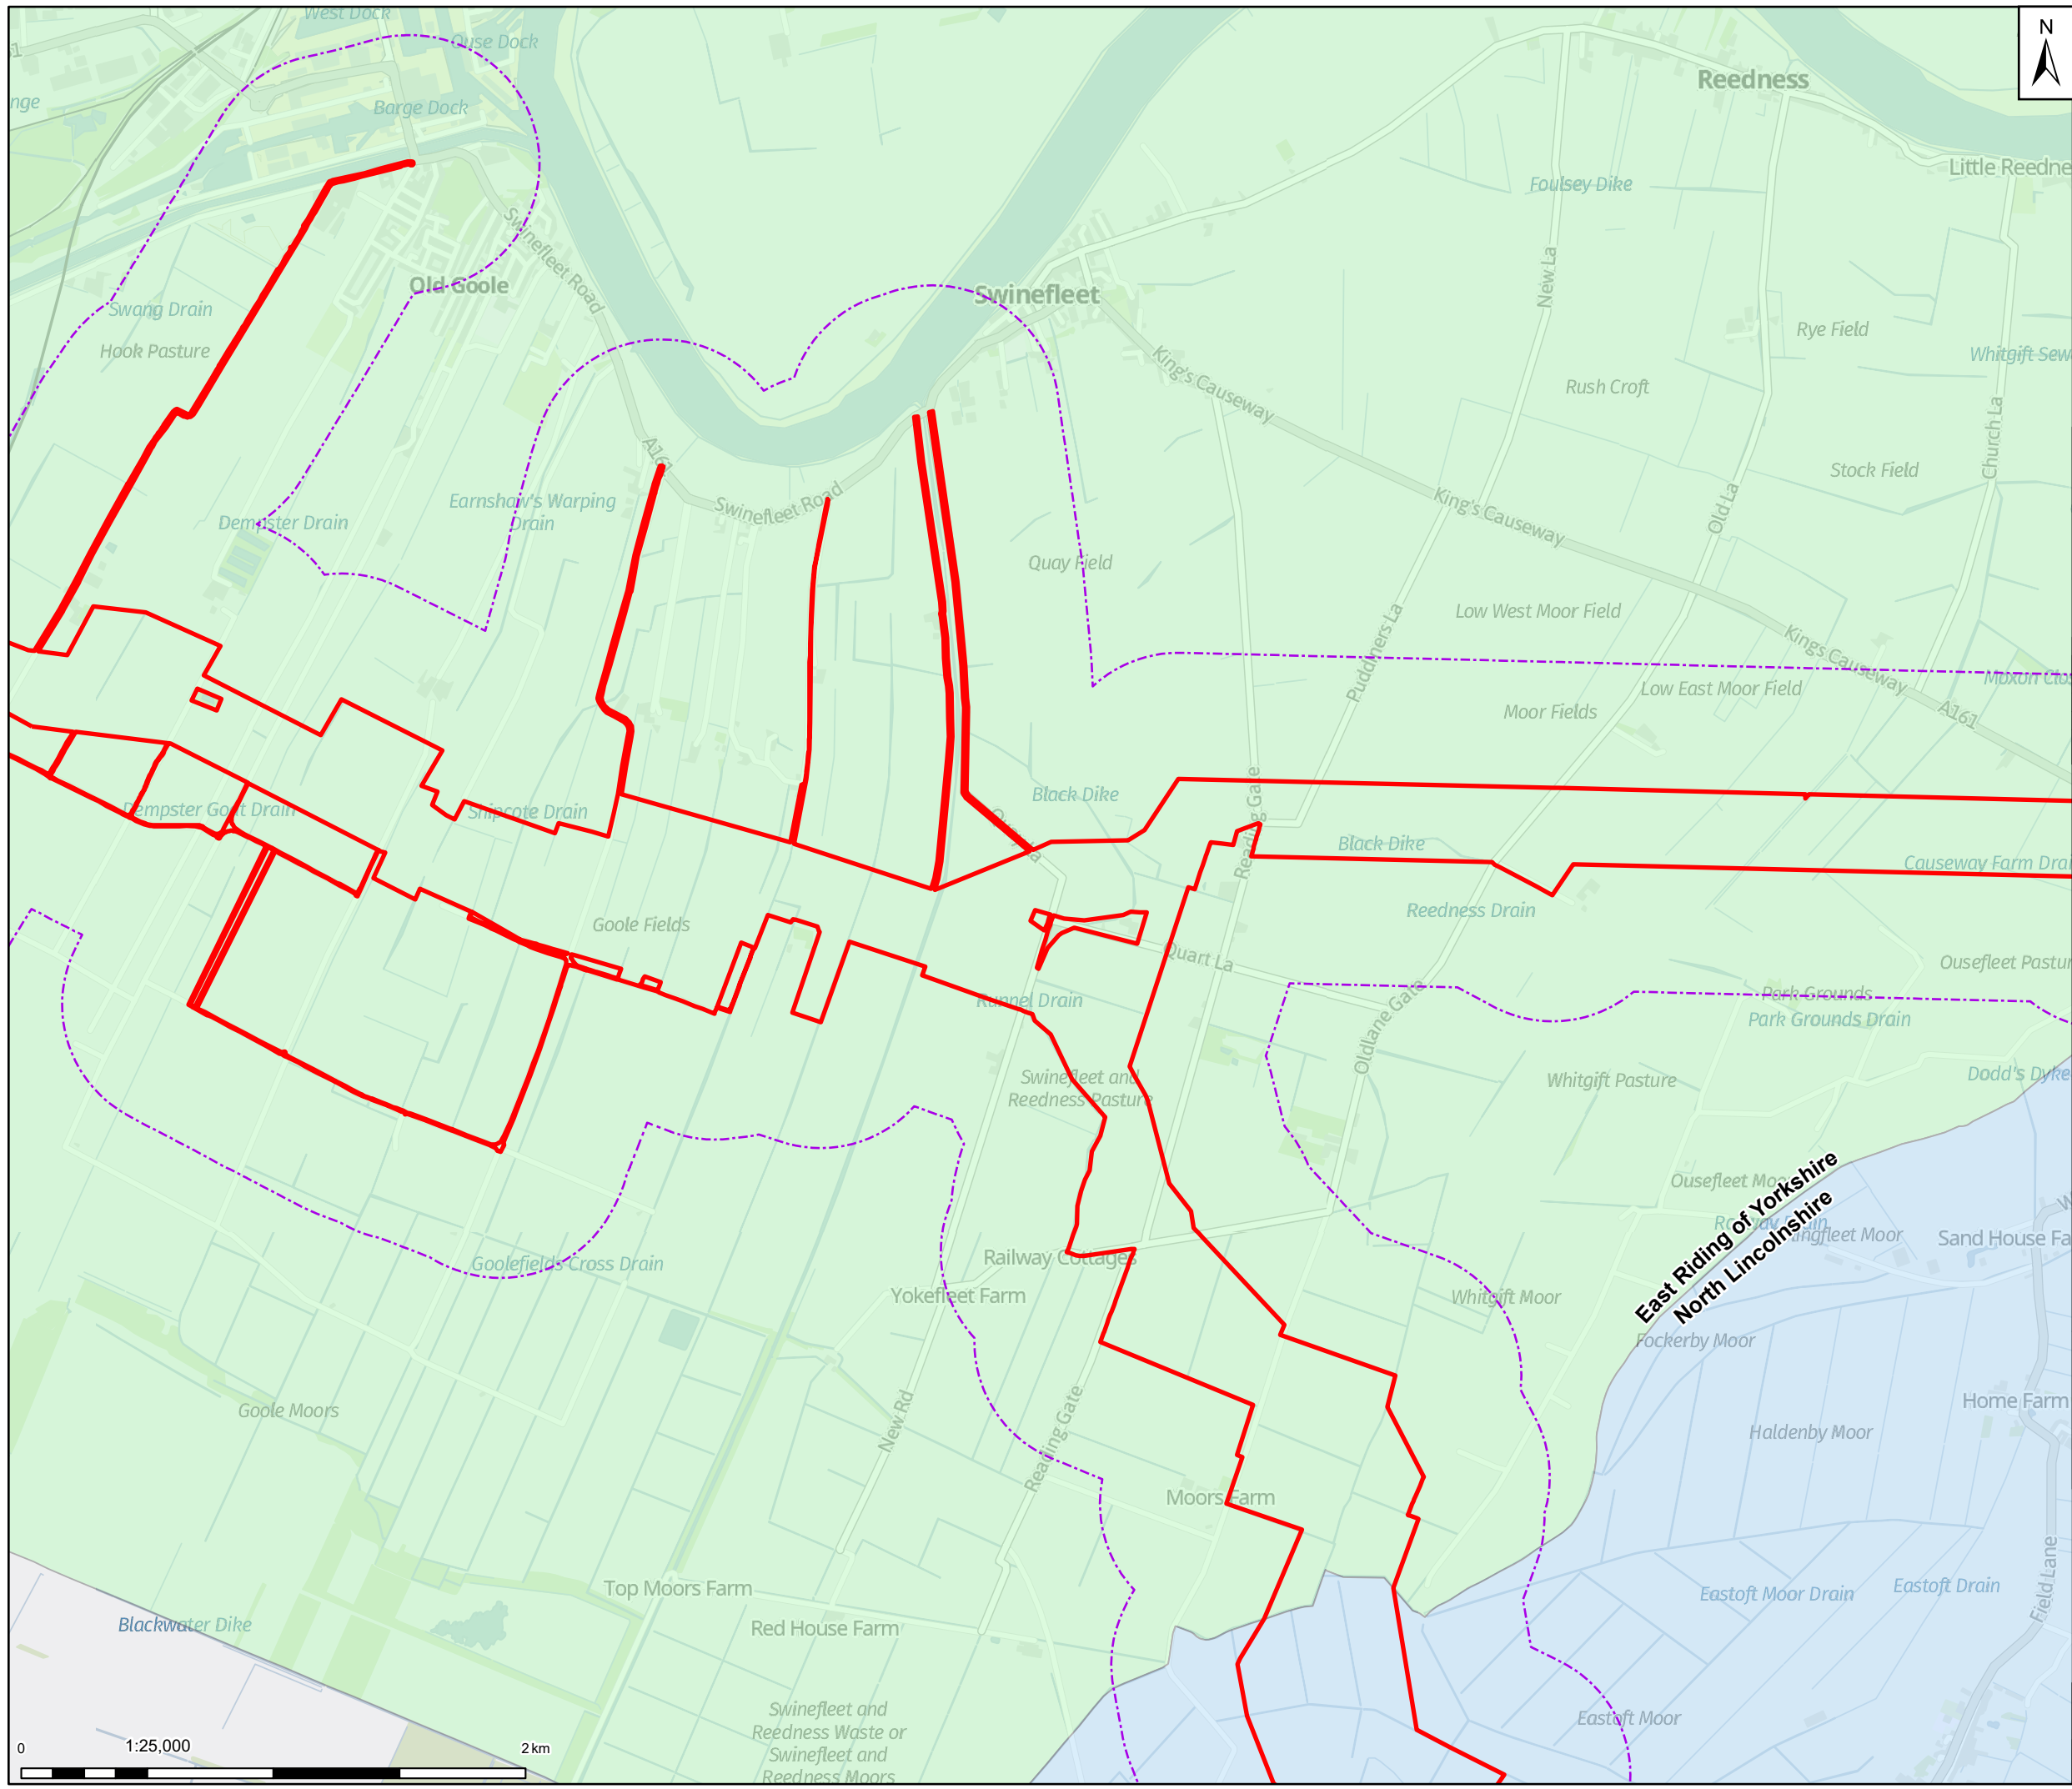 West Dock
Ouse Dock
N
Reedness
Barge Dock
Little Reedne
Foulsey Dike
Swinefleet Road
Old Goole
Swinefleet
New La
Swang Drain
Hook Pasture
Rye Field
Whitgift Sew
King's Causeway
Rush Croft
Church La
A161
Stock Field
Earnshaw's Warping
Drain
Dempster Drain
Swinefleet Road
King's Causeway
Old La
Quay Field
Low West Moor Field
Puddiners La
Kings Causeway
Moxon Clo
Low East Moor Field
Moor Fields
A161
Black Dike
Reading Gate
Dempster Goit Drain
Shipcote Drain
Black Dike
Causeway Farm Drai
Reedness Drain
Goole Fields
Quart La
Ousefleet Pastur
Park Grounds
Park Grounds Drain
Runnel Drain
Oldlane Gate
Swinefleet and
Reedness Pasture
Whitgift Pasture
Dodd's Dyke
East Riding of Yorkshire
North Lincolnshire
Sand House Fa
Railway Cottages
Goolefields Cross Drain
Yokefleet Farm
Whitgift Moor
Fockerby Moor
Goole Moors
New Rd
Reading Gate
Home Farm
Haldenby Moor
Moors Farm
Field Lane
Top Moors Farm
Eastoft Moor Drain
Eastoft Drain
Blackwater Dike
Red House Farm
Swinefleet and
Reedness Waste or
Swinefleet and
Reedness Moors
Eastoft Moor
0
1:25,000
2 km